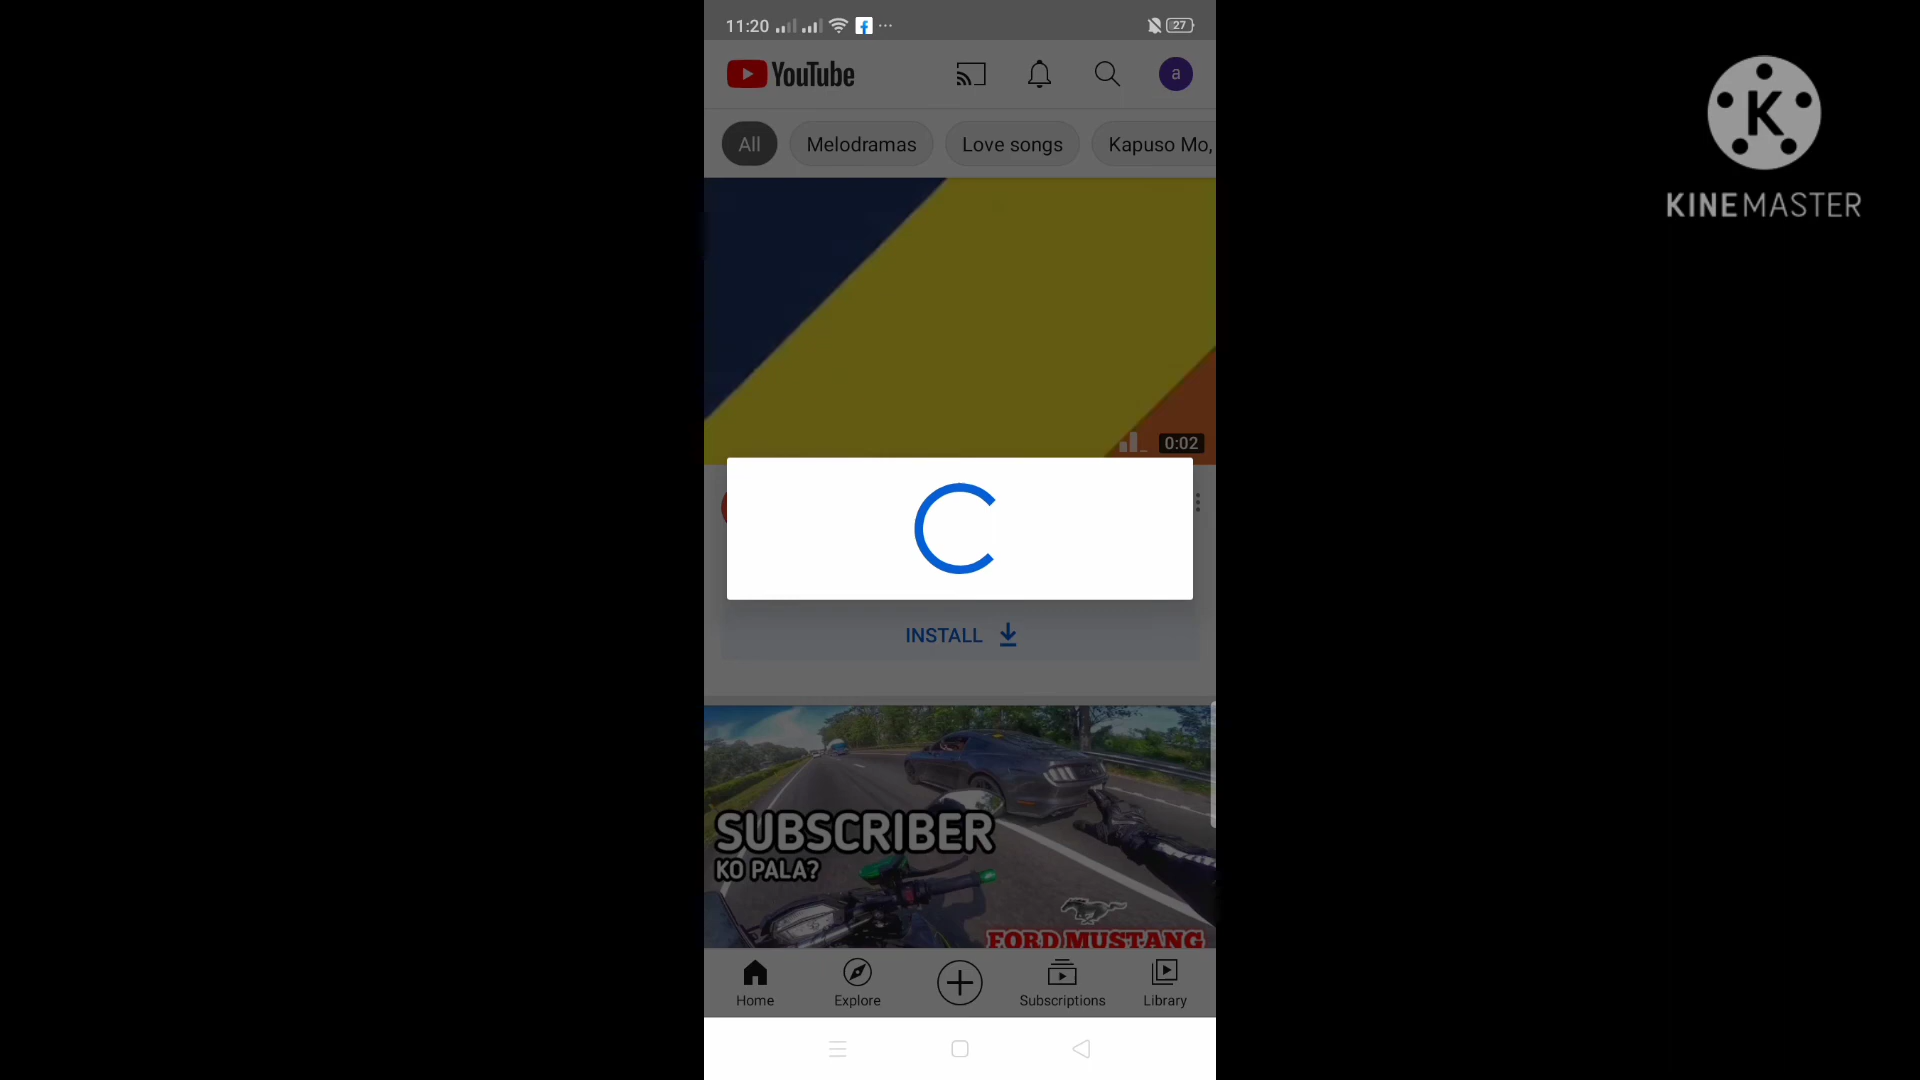 11:20
27
YouTube
a
All
Melodramas
Love songs
Kapuso Mo,
0:02
INSTALL
SUBSCRIBER
KO PALA?
FORD MUSTANG
Home
Explore
Subscriptions
Library
K
KINEMASTER